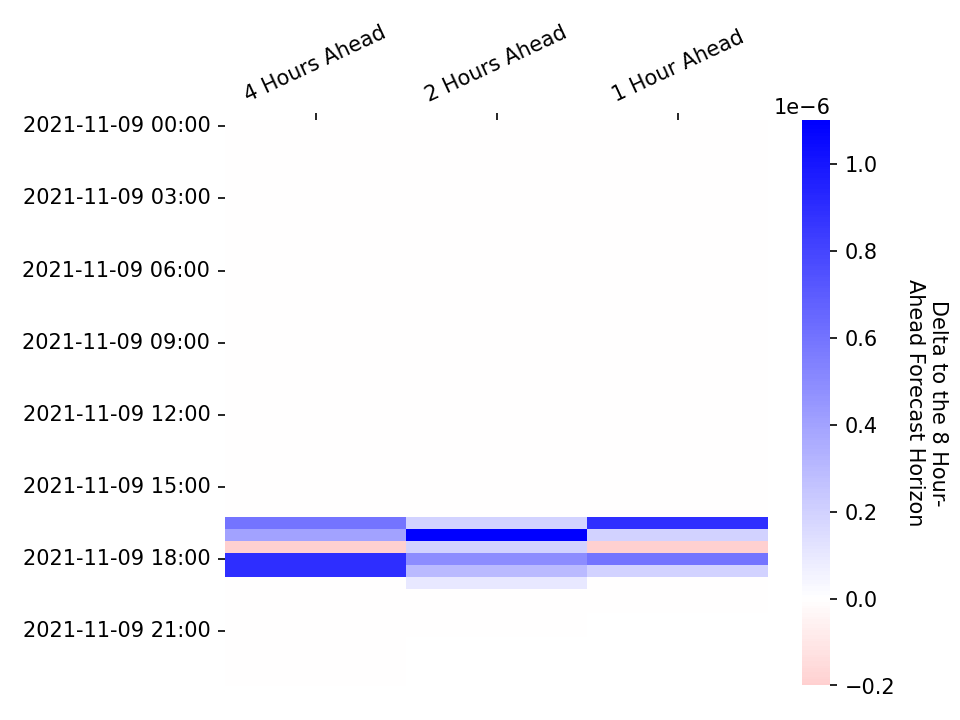 4 Hours Ahead
2 Hours Ahead
1 Hour Ahead
1e−6
2021-11-09 00:00
2021-11-09 03:00
2021-11-09 06:00
2021-11-09 09:00
2021-11-09 12:00
2021-11-09 15:00
2021-11-09 18:00
2021-11-09 21:00
1.0
0.8
0.6
0.4
0.2
0.0
−0.2
Delta to the 8 Hour-
Ahead Forecast Horizon